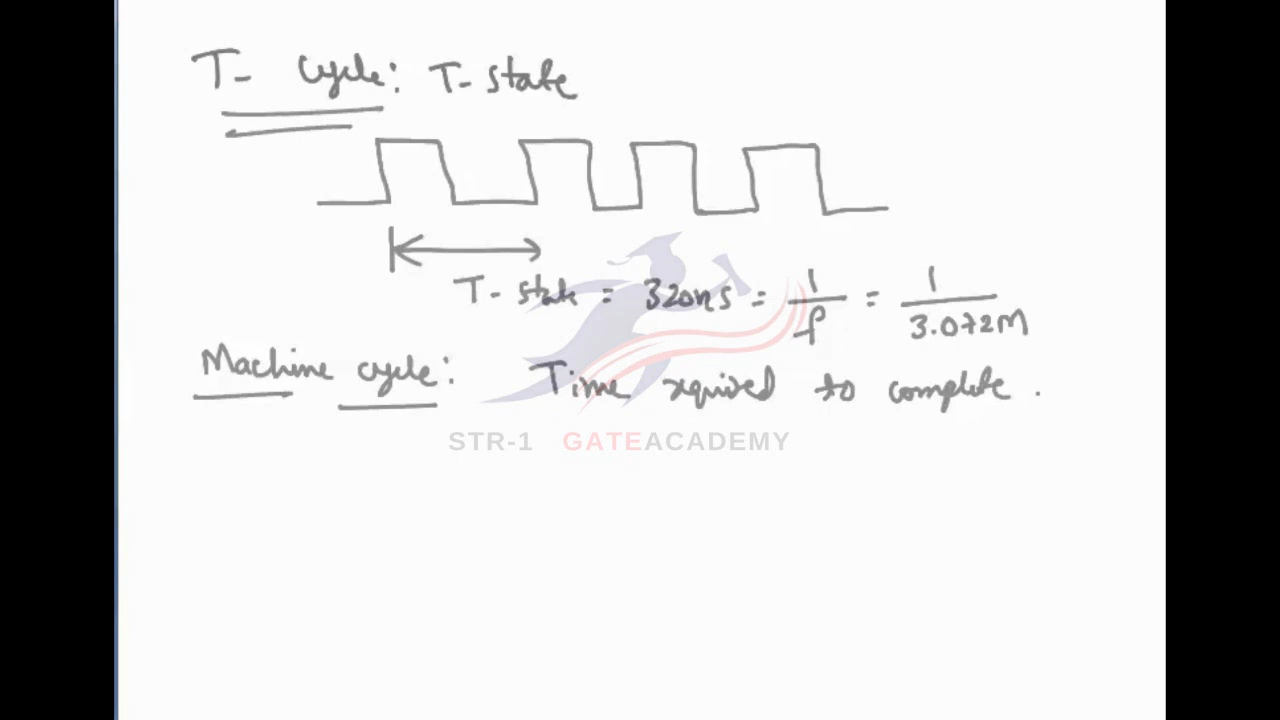 T- cycle: T- state
T- state = 320ns = 1/f = 1/3.072M
Machine cycle: Time required to complete.
STR-1 GATEACADEMY